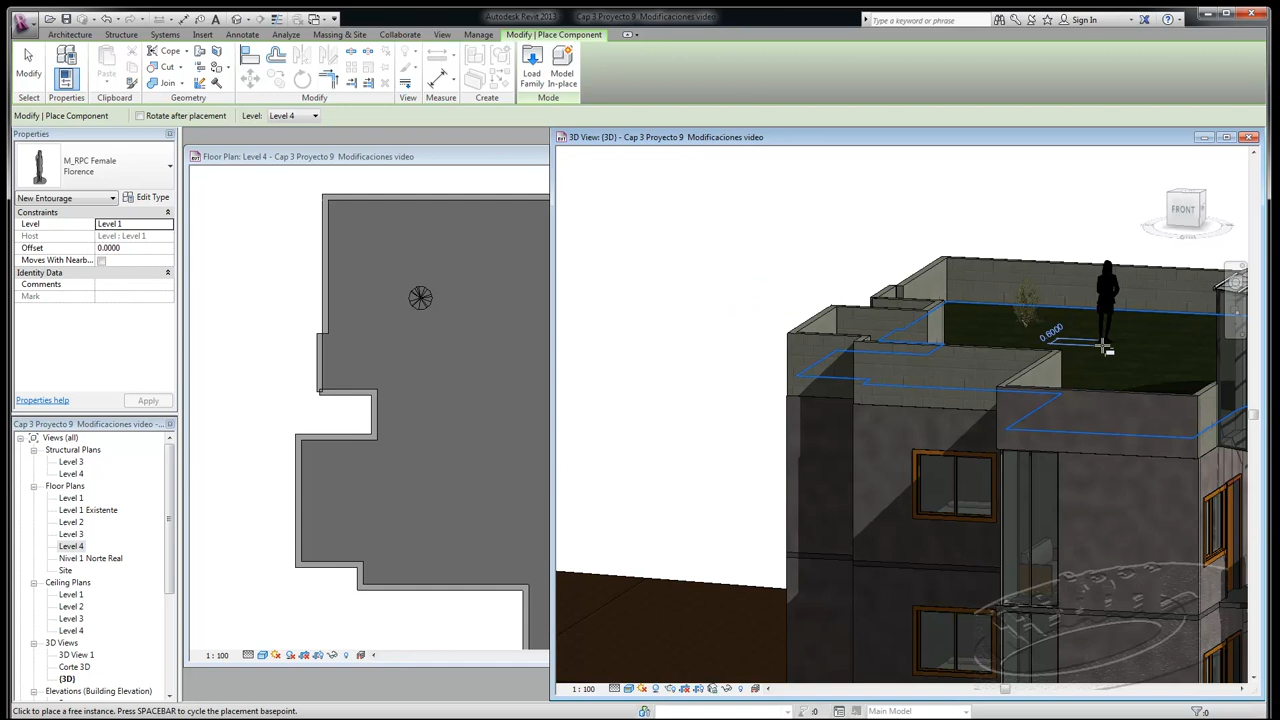 Autodesk Revit 2013 Cap 3 Proyecto 9 Modificaciones video
Type a keyword or phrase
Sign In
Architecture Structure Systems Insert Annotate Analyze Massing & Site Collaborate View Manage Modify | Place Component
Modify
Paste
Cope
Cut
Join
Load Family
Model In-place
Select Properties Clipboard Geometry Modify View Measure Create Mode
Modify | Place Component Rotate after placement Level: Level 4
Properties
M_RPC Female
Florence
New Entourage Edit Type
Constraints
Level Level 1
Host Level : Level 1
Offset 0.0000
Moves With Nearb...
Identity Data
Comments
Mark
Properties help Apply
Cap 3 Proyecto 9 Modificaciones video -...
Views (all)
Structural Plans
Level 3
Level 4
Floor Plans
Level 1
Level 1 Existente
Level 2
Level 3
Level 4
Nivel 1 Norte Real
Site
Ceiling Plans
Level 1
Level 2
Level 3
Level 4
3D Views
3D View 1
Corte 3D
{3D}
Elevations (Building Elevation)
Floor Plan: Level 4 - Cap 3 Proyecto 9 Modificaciones video
1 : 100
3D View: {3D} - Cap 3 Proyecto 9 Modificaciones video
FRONT
0.6000
1 : 100
Click to place a free instance. Press SPACEBAR to cycle the placement basepoint.
:0
Main Model
:0